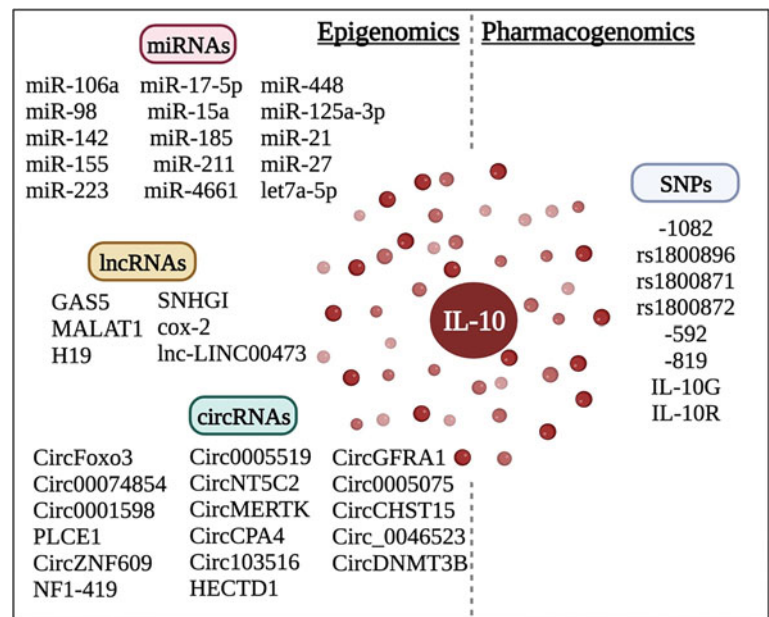 miRNAs
Epigenomics
Pharmacogenomics
miR-106a miR-17-5p miR-448
miR-98 miR-15a miR-125a-3p
miR-142 miR-185 miR-21
miR-155 miR-211 miR-27
miR-223 miR-4661 let7a-5p
SNPs
-1082
rs1800896
rs1800871
rs1800872
-592
-819
IL-10G
IL-10R
lncRNAs
GAS5 SNHGI
MALAT1 cox-2
H19 lnc-LINC00473
IL-10
circRNAs
CircFoxo3 Circ0005519 CircGFRA1
Circ00074854 CircNT5C2 Circ0005075
Circ0001598 CircMERTK CircCHST15
PLCE1 CircCPA4 Circ_0046523
CircZNF609 Circ103516 CircDNMT3B
NF1-419 HECTD1